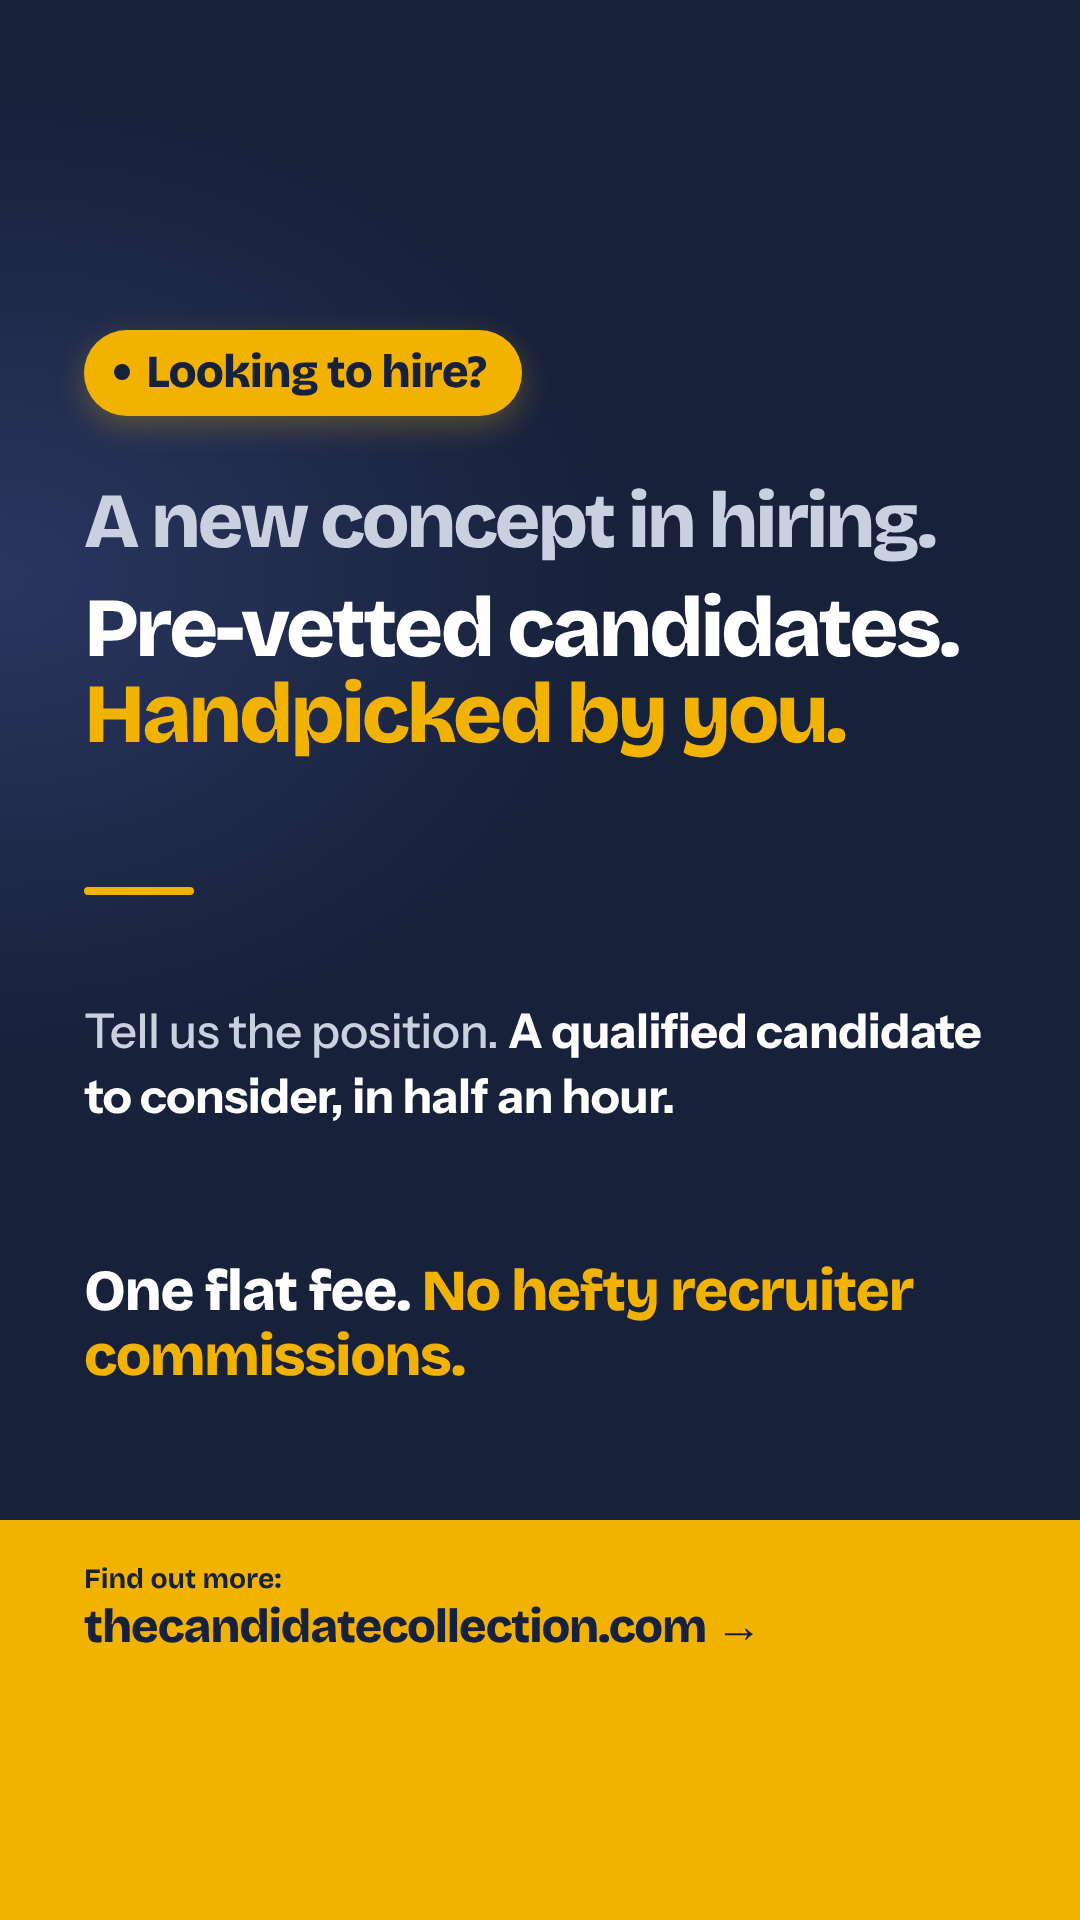 • Looking to hire?
A new concept in hiring.
Pre-vetted candidates.
Handpicked by you.
Tell us the position. A qualified candidate
to consider, in half an hour.
One flat fee. No hefty recruiter
commissions.
Find out more:
thecandidatecollection.com →